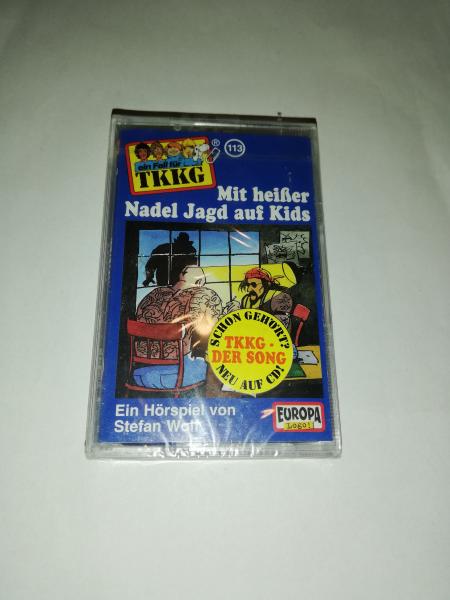 ein Fall für
TKKG
®
113
Mit heißer
Nadel Jagd auf Kids
SCHON GEHÖRT?
TKKG -
DER SONG
NEU AUF CD!
Ein Hörspiel von
Stefan Wolf
EUROPA
Logo!